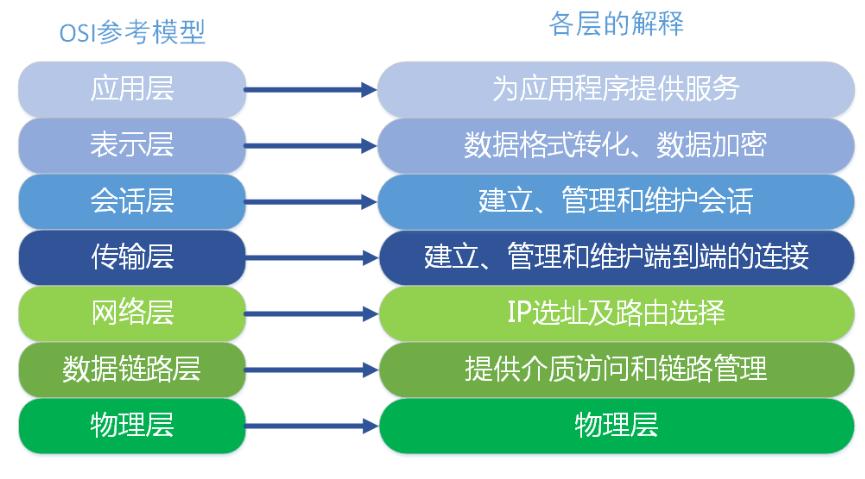 OSI参考模型
各层的解释
应用层
为应用程序提供服务
表示层
数据格式转化、数据加密
会话层
建立、管理和维护会话
传输层
建立、管理和维护端到端的连接
网络层
IP选址及路由选择
数据链路层
提供介质访问和链路管理
物理层
物理层